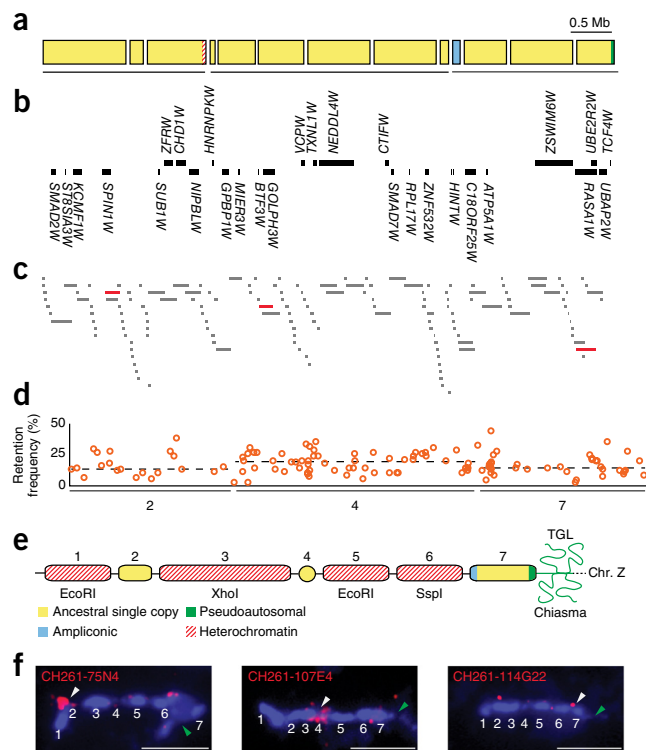 a
0.5 Mb
b
SMAD2W
ST8SIA3W
KCMF1W
SPIN1W
SUB1W
ZFRW
CHD1W
NIPBLW
HNRNPKW
GPBP1W
MIER3W
BTF3W
GOLPH3W
VCPW
TXNL1W
NEDDL4W
CTIFW
SMAD7W
RPL17W
ZNF532W
HINTW
C18ORF25W
ATP5A1W
ZSWIM6W
RASA1W
UBE2R2W
UBAP2W
TCF4W
c
d
Retention
frequency (%)
50
25
0
2
4
7
e
1
2
3
4
5
6
7
TGL
Chr. Z
EcoRI
XhoI
EcoRI
SspI
Chiasma
Ancestral single copy
Pseudoautosomal
Ampliconic
Heterochromatin
f
CH261-75N4
1
2
3
4
5
6
7
CH261-107E4
1
2
3
4
5
6
7
CH261-114G22
1
2
3
4
5
6
7